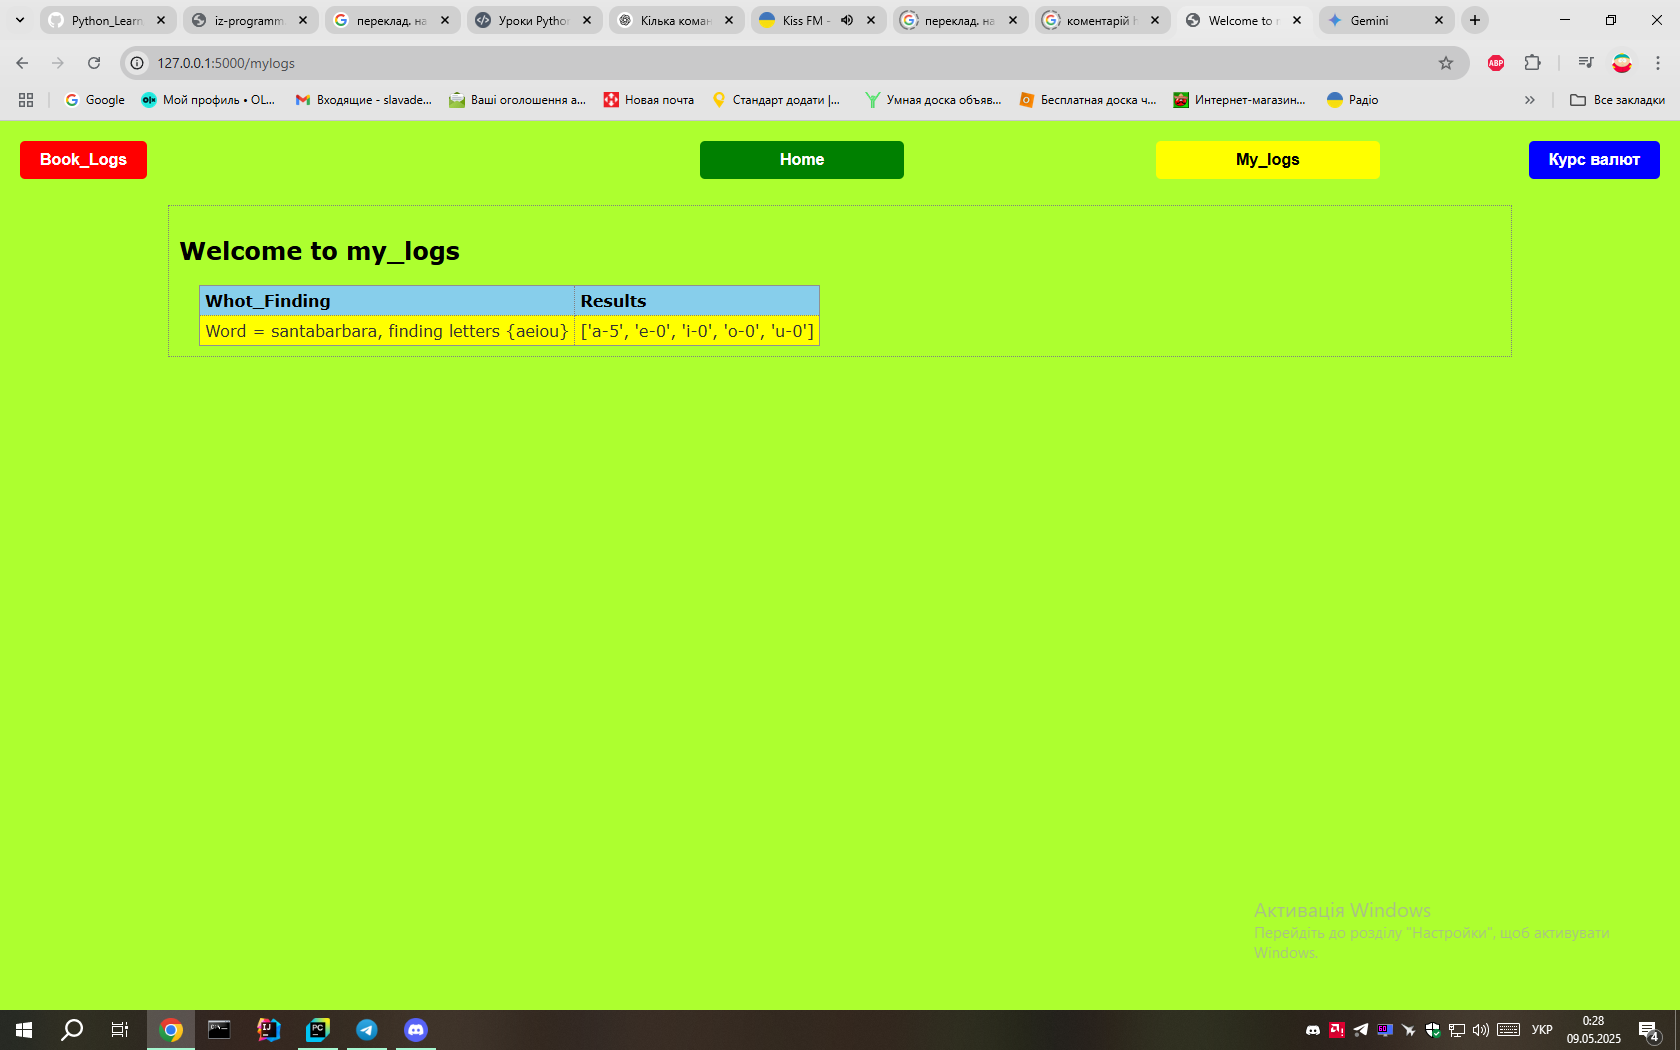 Python_Learn
iz-programm.
переклад. на
Уроки Python
Кілька коман
Kiss FM -
переклад. на
коментарій h
Welcome to r
Gemini
127.0.0.1:5000/mylogs
ABP
Google
Мой профиль • OL...
Входящие - slavade...
Ваші оголошення а...
Новая почта
Стандарт додати |...
Умная доска объяв...
Бесплатная доска ч...
Интернет-магазин...
Радіо
»
Все закладки
Book_Logs
Home
My_logs
Курс валют
Welcome to my_logs
Whot_Finding Results
Word = santabarbara, finding letters {aeiou} ['a-5', 'e-0', 'i-0', 'o-0', 'u-0']
Активація Windows
Перейдіть до розділу "Настройки", щоб активувати
Windows.
УКР
0:28
09.05.2025
4